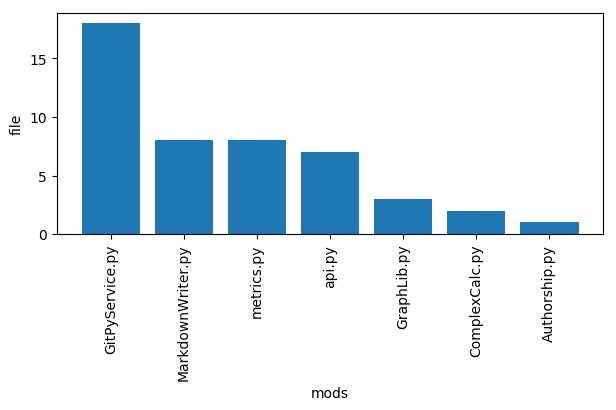 15
10
5
0
file
GitPyService.py
MarkdownWriter.py
metrics.py
api.py
GraphLib.py
ComplexCalc.py
Authorship.py
mods